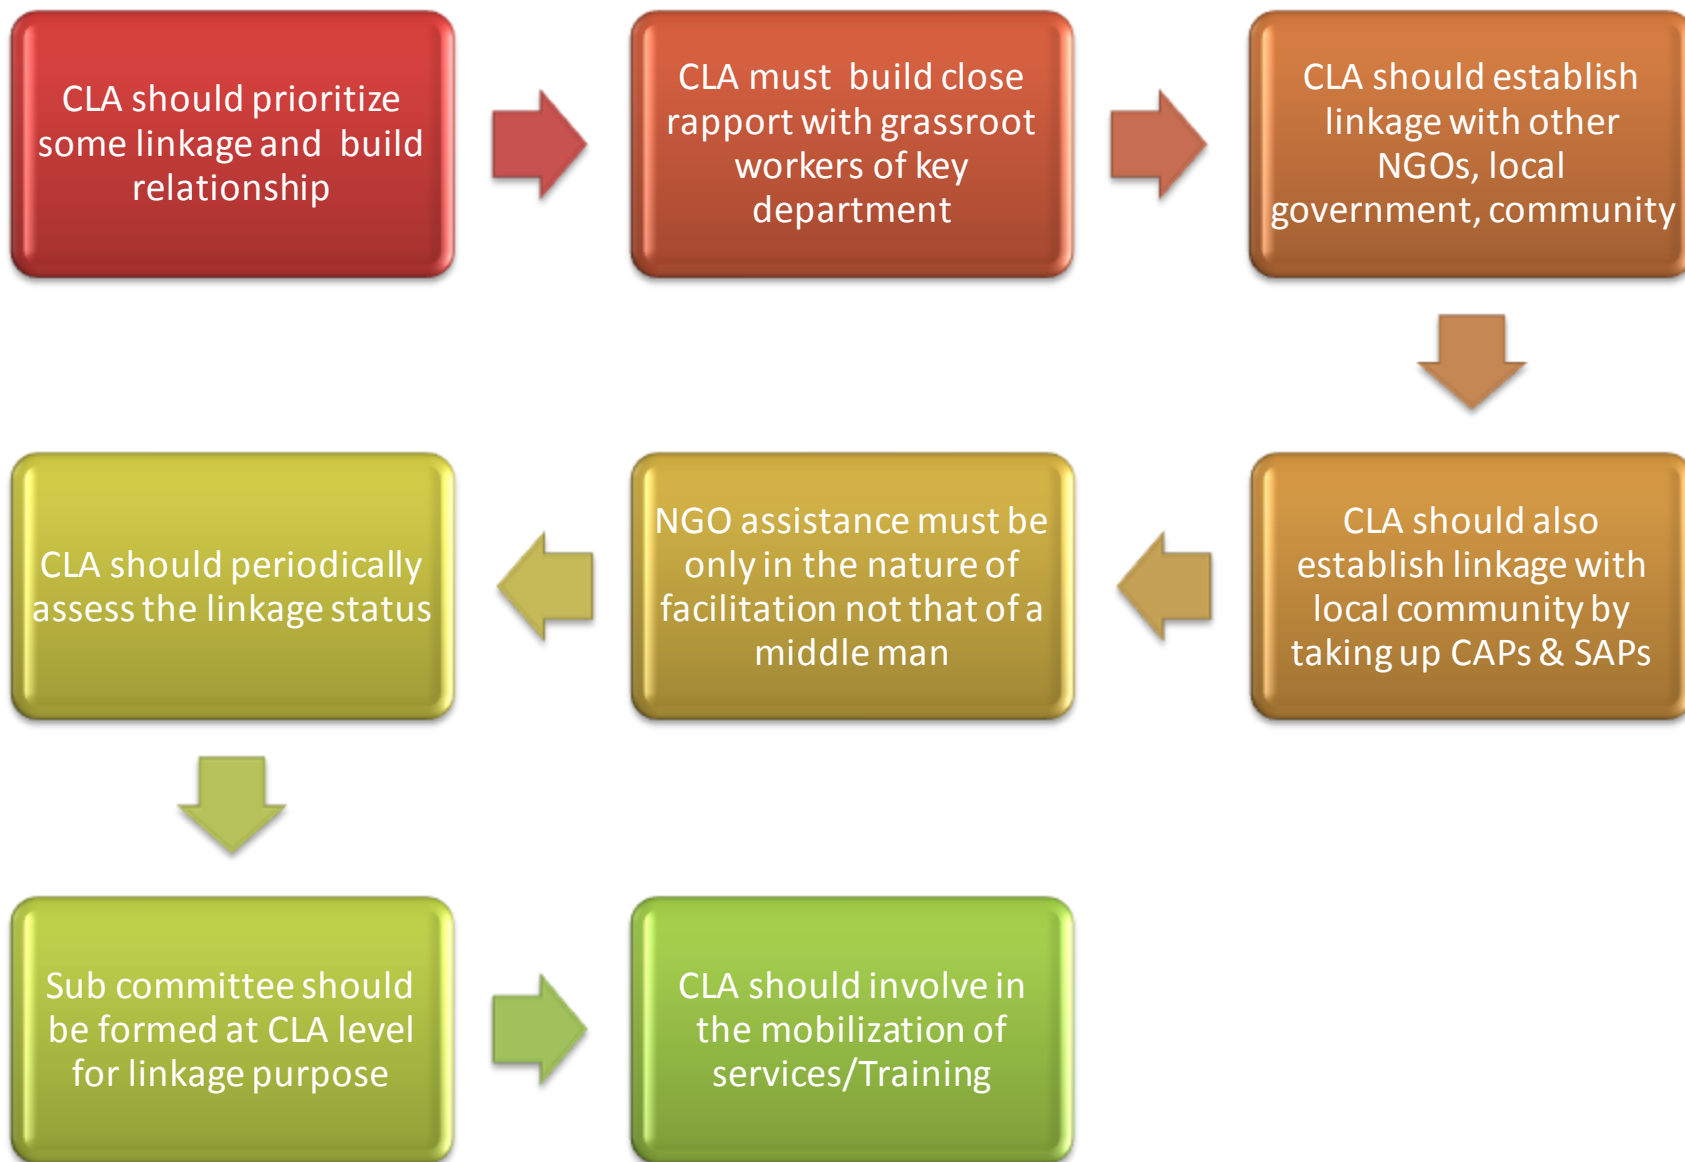 CLA should prioritize
some linkage and  build
relationship
CLA must  build close
rapport with grassroot
workers of key
department
CLA should establish
linkage with other
NGOs, local
government, community
CLA should also
establish linkage with
local community by
taking up CAPs & SAPs
NGO assistance must be
only in the nature of
facilitation not that of a
middle man
CLA should periodically
assess the linkage status
Sub committee should
be formed at CLA level
for linkage purpose
CLA should involve in
the mobilization of
services/Training